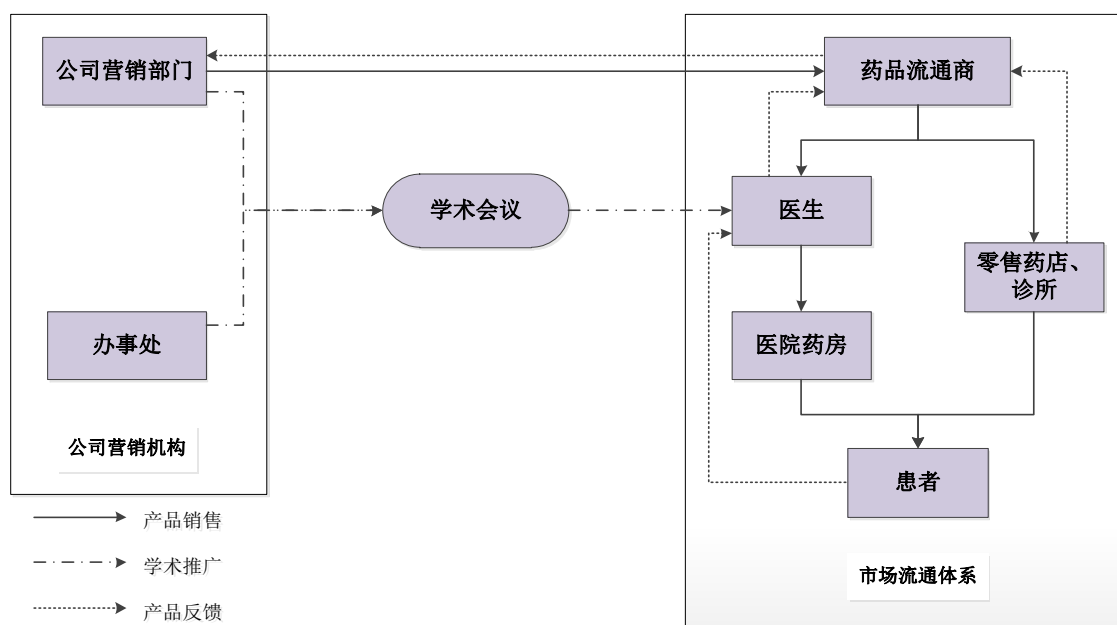 公司营销部门
药品流通商
学术会议
医生
零售药店、
诊所
办事处
医院药房
公司营销机构
患者
产品销售
学术推广
市场流通体系
产品反馈